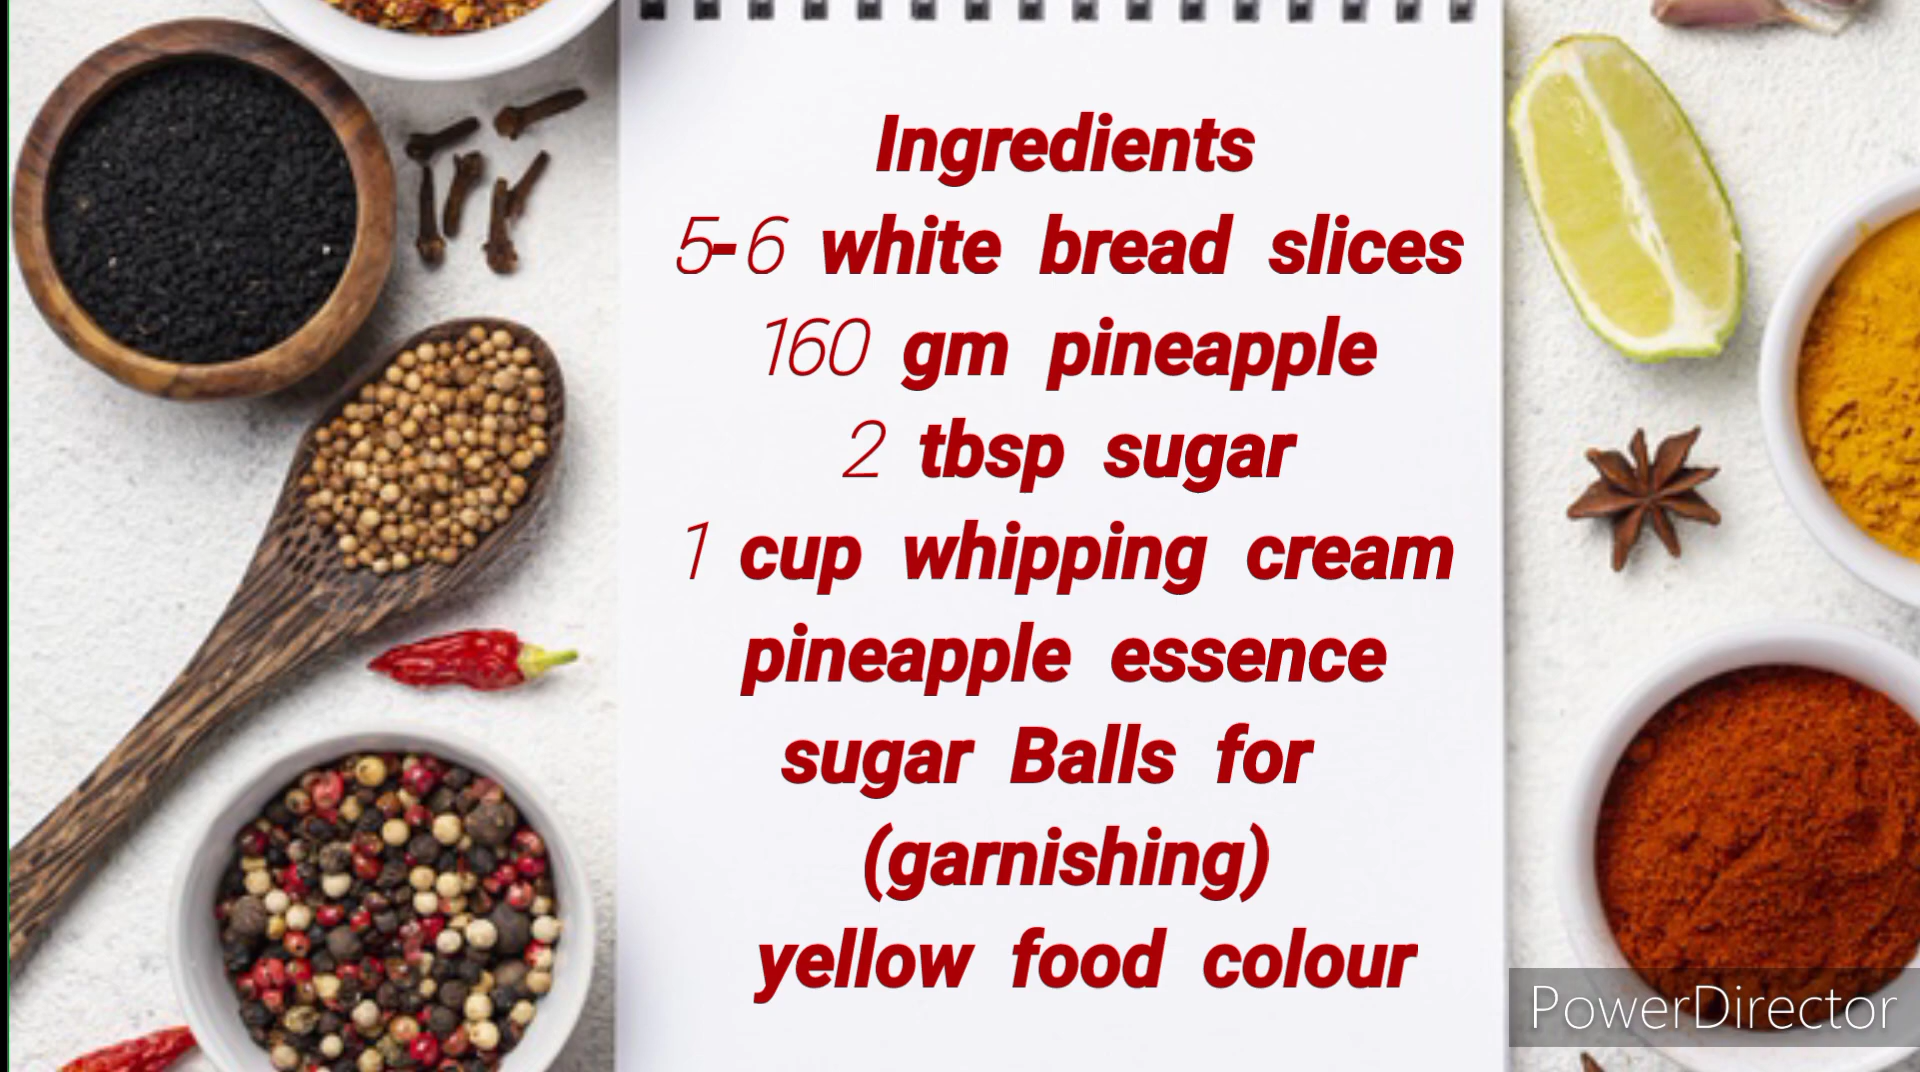 Ingredients
5-6 white bread slices
160 gm pineapple
2 tbsp sugar
1 cup whipping cream
pineapple essence
sugar Balls for
(garnishing)
yellow food colour
PowerDirector